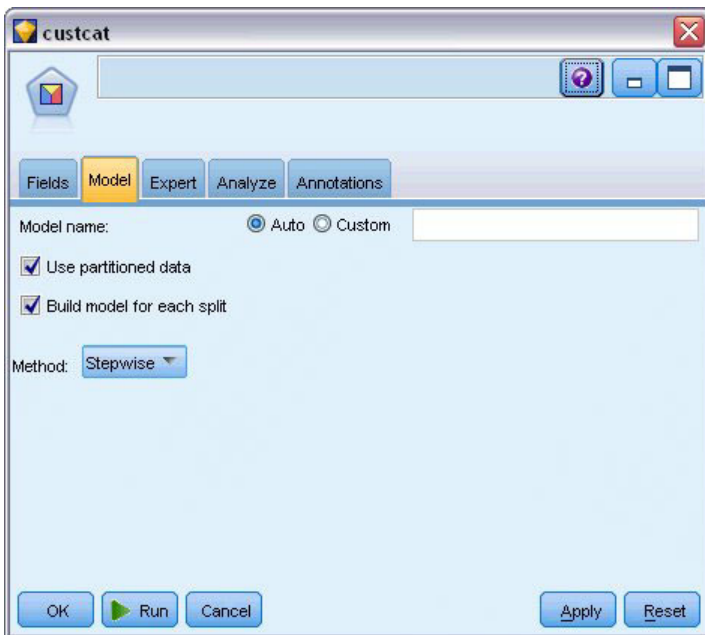 custcat
?
Fields Model Expert Analyze Annotations
Model name: Auto Custom
Use partitioned data
Build model for each split
Method: Stepwise
OK Run Cancel Apply Reset